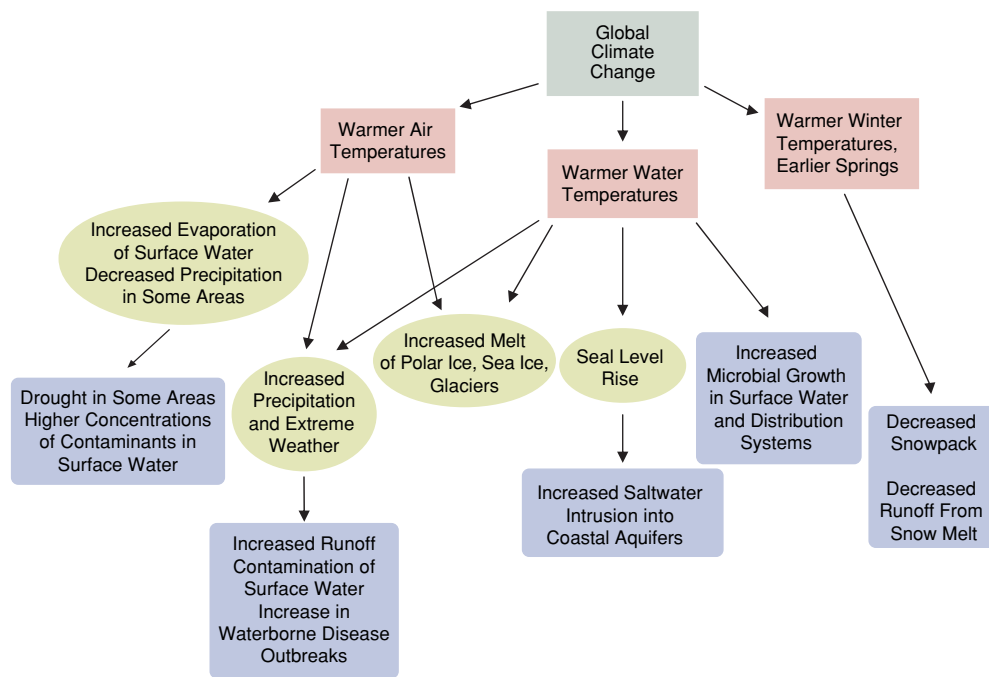 Global
Climate
Change
Warmer Air
Temperatures
Warmer Water
Temperatures
Warmer Winter
Temperatures,
Earlier Springs
Increased Evaporation
of Surface Water
Decreased Precipitation
in Some Areas
Increased
Precipitation
and Extreme
Weather
Increased Melt
of Polar Ice, Sea Ice,
Glaciers
Seal Level
Rise
Increased
Microbial Growth
in Surface Water
and Distribution
Systems
Drought in Some Areas
Higher Concentrations
of Contaminants in
Surface Water
Decreased
Snowpack
Decreased
Runoff From
Snow Melt
Increased Saltwater
Intrusion into
Coastal Aquifers
Increased Runoff
Contamination of
Surface Water
Increase in
Waterborne Disease
Outbreaks